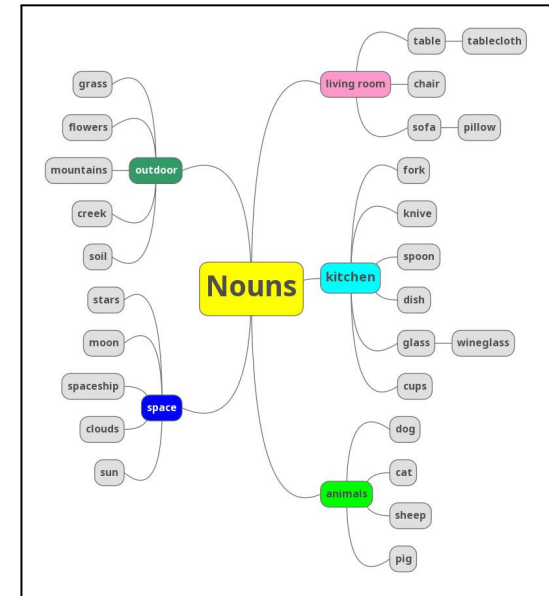 Nouns
living room
table
tablecloth
chair
sofa
pillow
kitchen
fork
knive
spoon
dish
glass
wineglass
cups
animals
dog
cat
sheep
pig
outdoor
grass
flowers
mountains
creek
soil
space
stars
moon
spaceship
clouds
sun